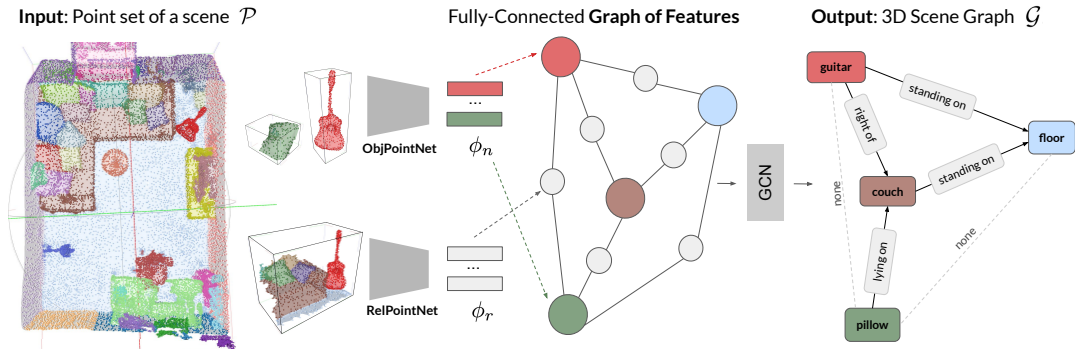 Input: Point set of a scene 𝒫
Fully-Connected Graph of Features
Output: 3D Scene Graph 𝒢
ObjPointNet
...
ϕn
RelPointNet
...
ϕr
GCN
guitar
standing on
right of
floor
couch
standing on
none
none
lying on
pillow